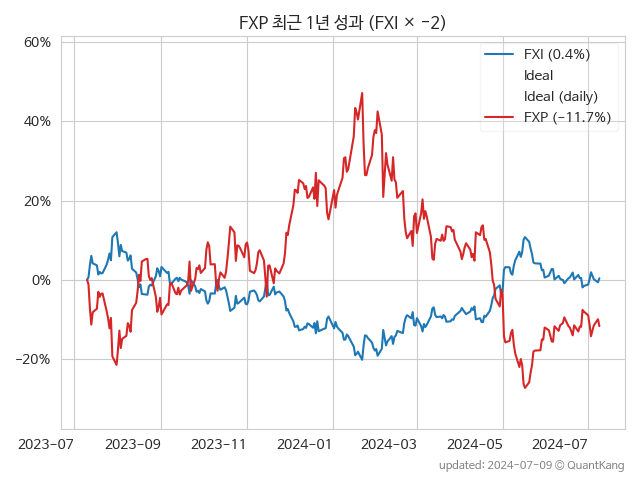 FXP 최근 1년 성과 (FXI × −2)
60%
40%
20%
0%
−20%
FXI (0.4%)
Ideal
Ideal (daily)
FXP (−11.7%)
2023-07 2023-09 2023-11 2024-01 2024-03 2024-05 2024-07
updated: 2024-07-09 © QuantKang